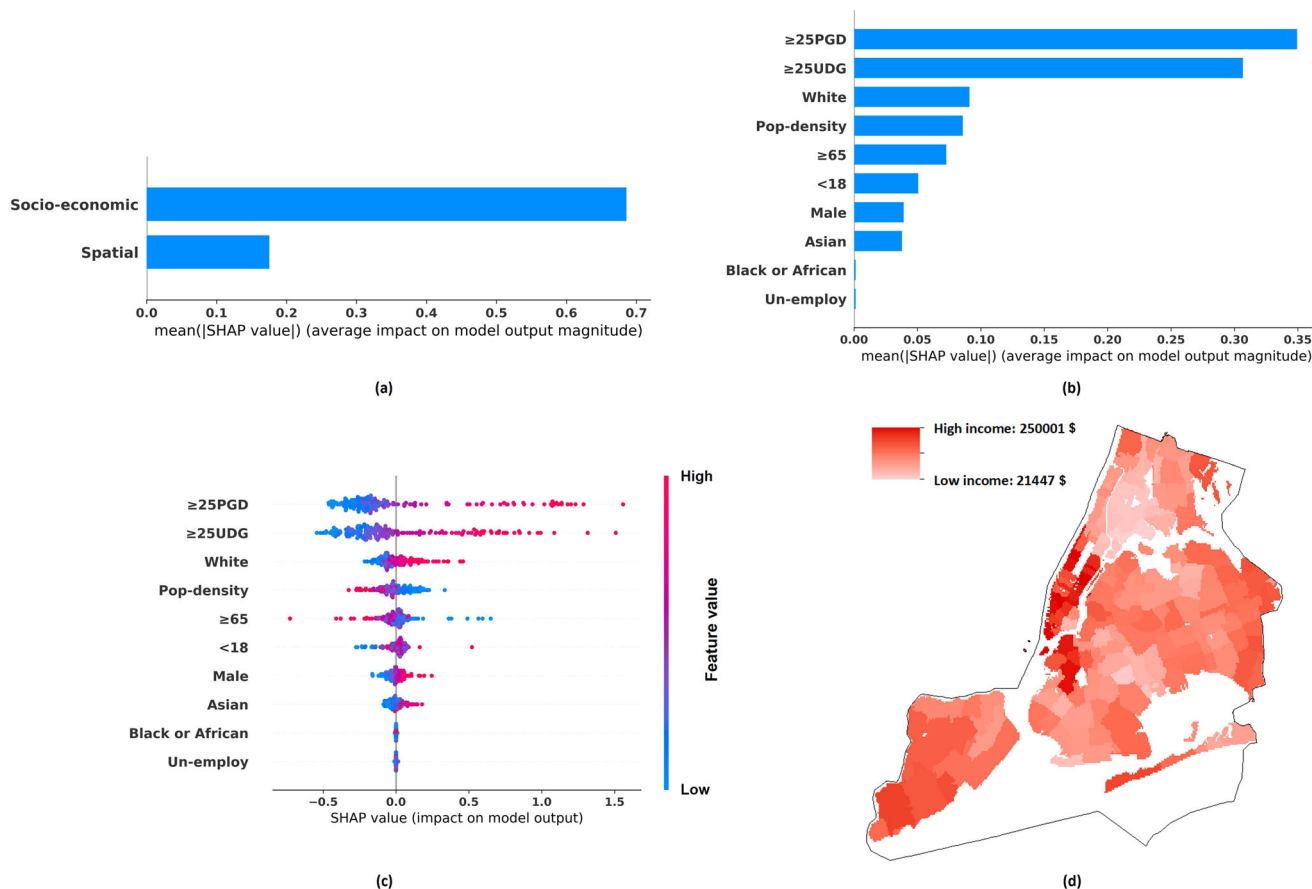 Socio-economic
Spatial
0.0 0.1 0.2 0.3 0.4 0.5 0.6 0.7
mean(|SHAP value|) (average impact on model output magnitude)
(a)
≥25PGD
≥25UDG
White
Pop-density
≥65
<18
Male
Asian
Black or African
Un-employ
0.00 0.05 0.10 0.15 0.20 0.25 0.30 0.35
mean(|SHAP value|) (average impact on model output magnitude)
(b)
≥25PGD
≥25UDG
White
Pop-density
≥65
<18
Male
Asian
Black or African
Un-employ
−0.5 0.0 0.5 1.0 1.5
SHAP value (impact on model output)
High
Feature value
Low
(c)
High income: 250001 $
Low income: 21447 $
(d)